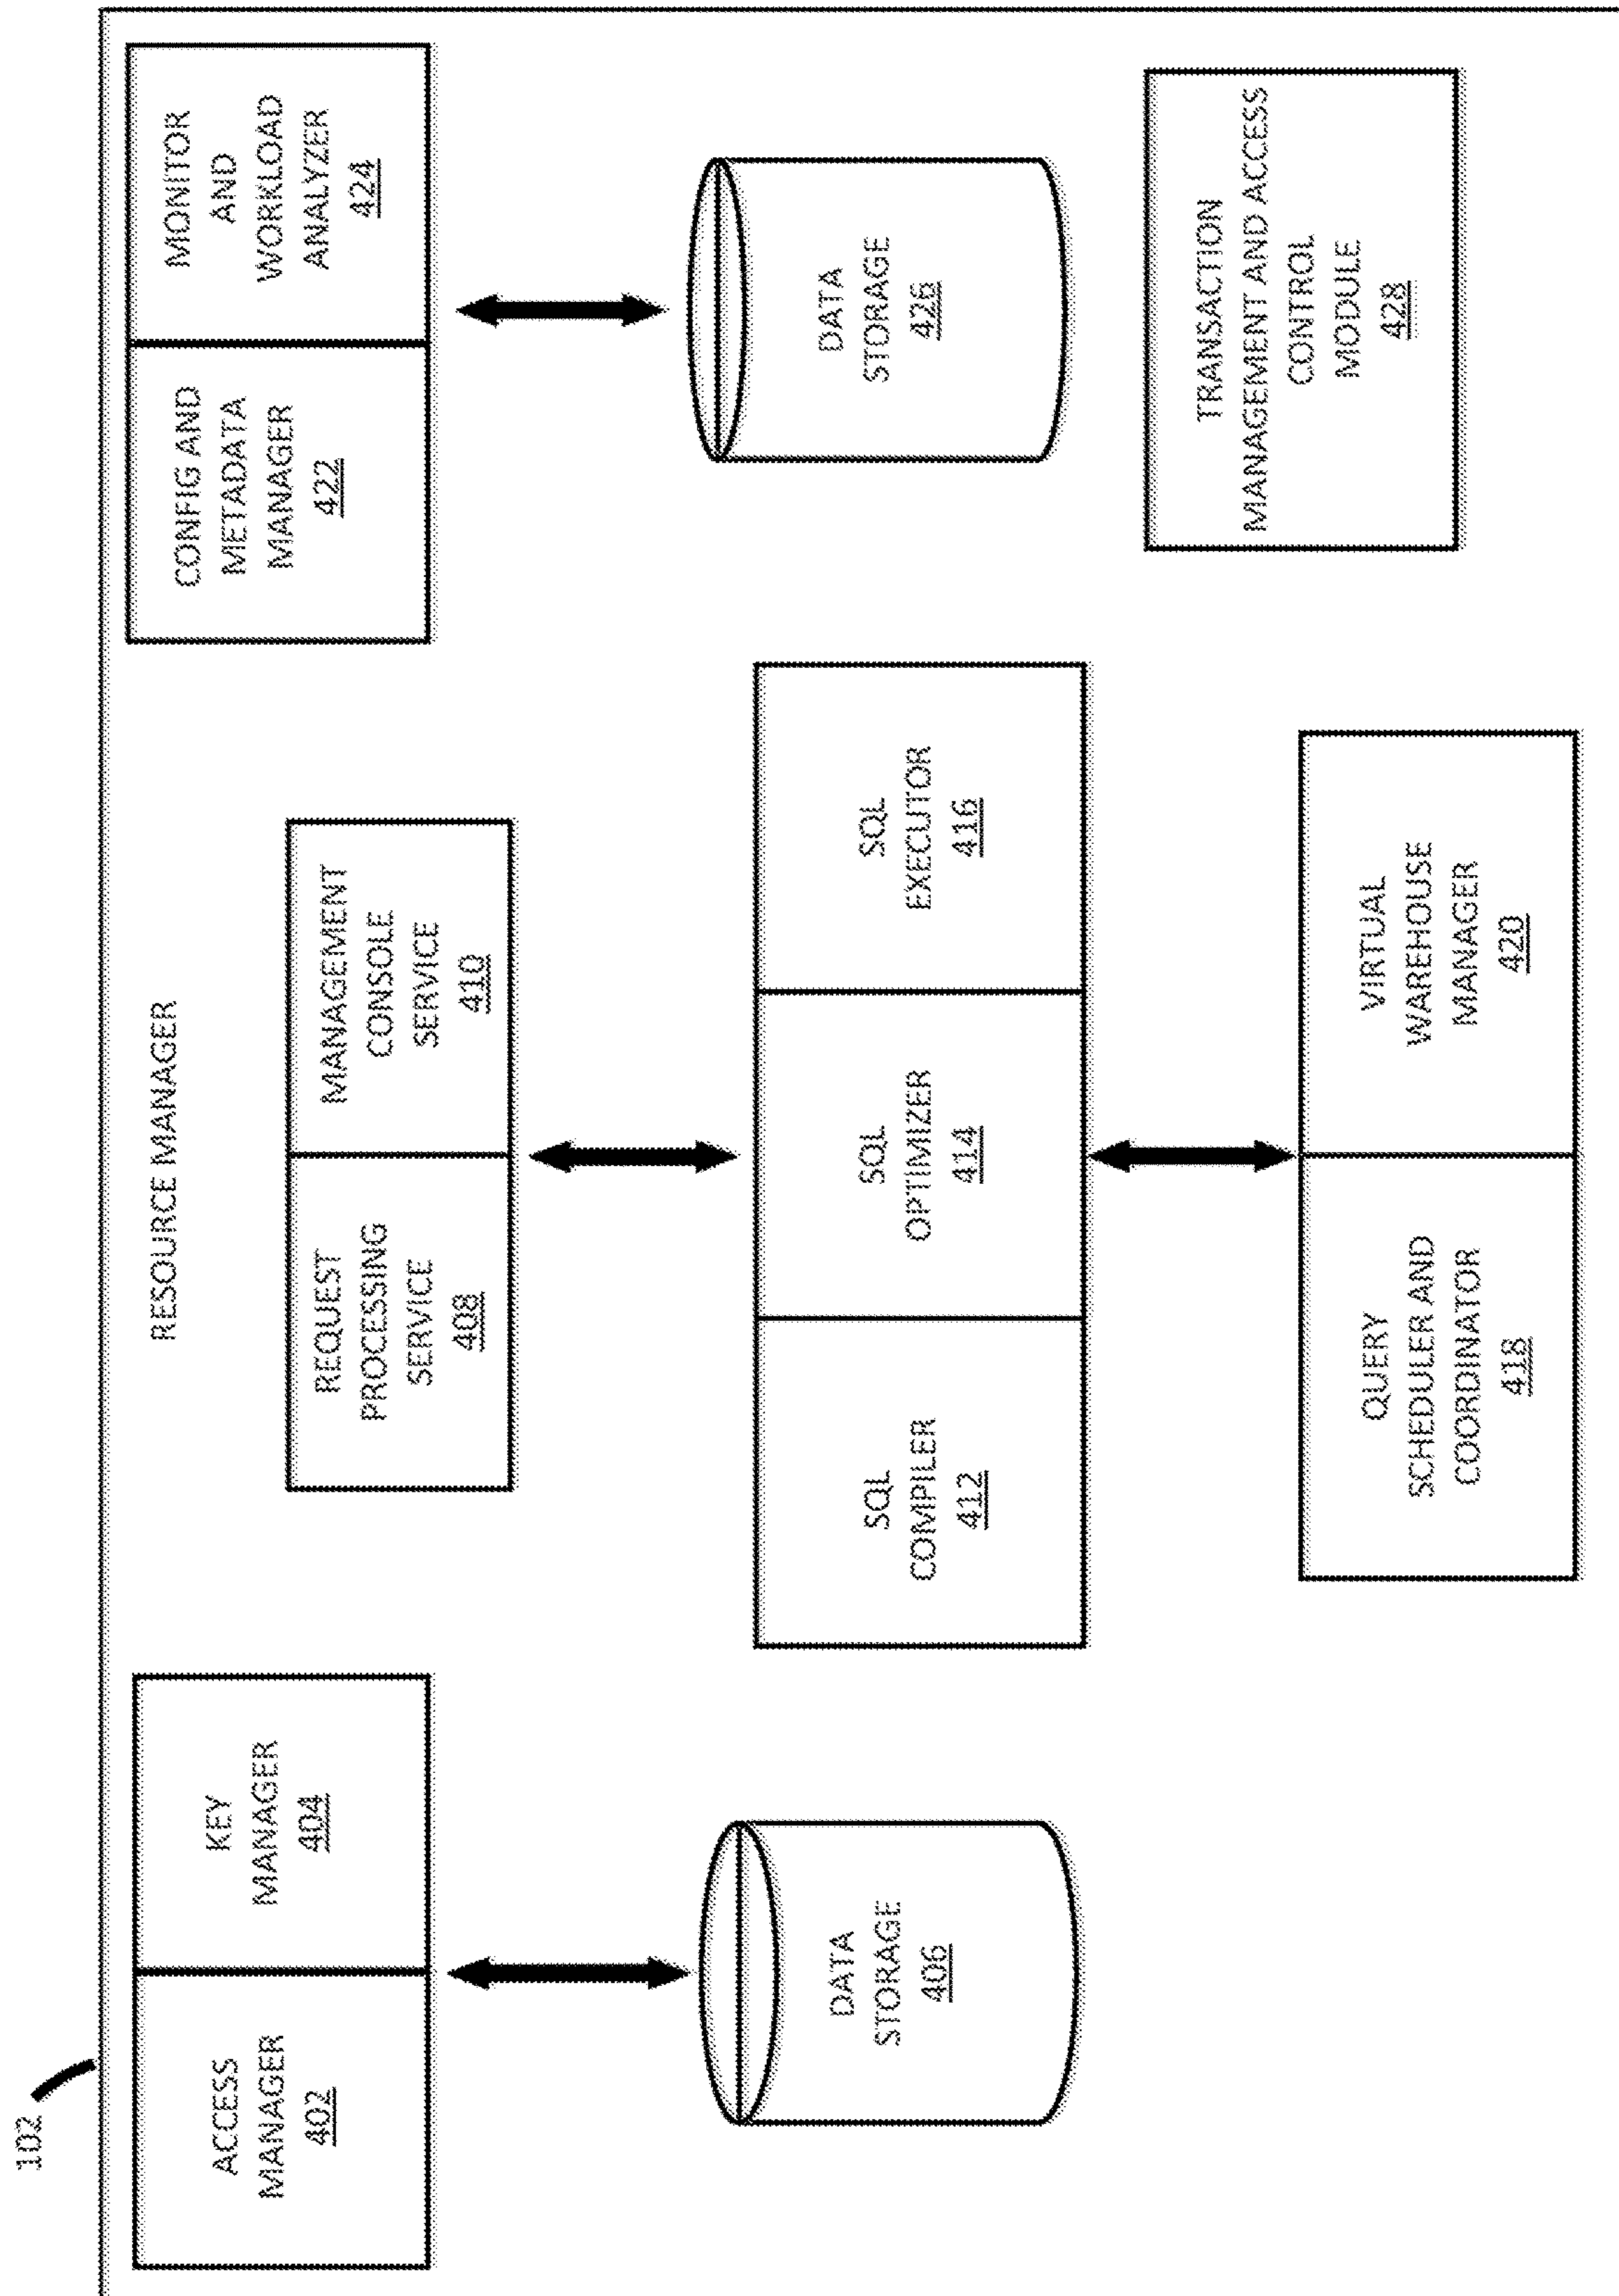 102
RESOURCE MANAGER
ACCESS
MANAGER
402
KEY
MANAGER
404
DATA
STORAGE
406
REQUEST
PROCESSING
SERVICE
408
MANAGEMENT
CONSOLE
SERVICE
410
SQL
COMPILER
412
SQL
OPTIMIZER
414
SQL
EXECUTOR
416
QUERY
SCHEDULER AND
COORDINATOR
418
VIRTUAL
WAREHOUSE
MANAGER
420
CONFIG AND
METADATA
MANAGER
422
MONITOR
AND
WORKLOAD
ANALYZER
424
DATA
STORAGE
426
TRANSACTION
MANAGEMENT AND ACCESS
CONTROL
MODULE
428